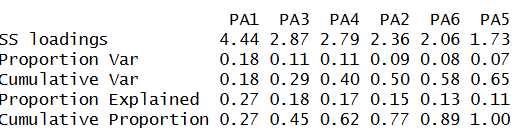 PA1 PA3 PA4 PA2 PA6 PA5
SS loadings 4.44 2.87 2.79 2.36 2.06 1.73
Proportion Var 0.18 0.11 0.11 0.09 0.08 0.07
Cumulative Var 0.18 0.29 0.40 0.50 0.58 0.65
Proportion Explained 0.27 0.18 0.17 0.15 0.13 0.11
Cumulative Proportion 0.27 0.45 0.62 0.77 0.89 1.00